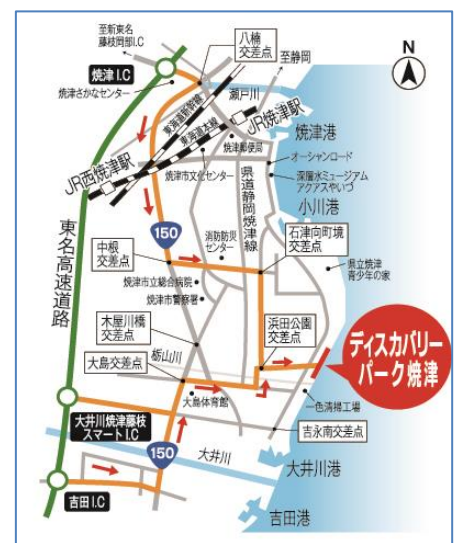 至新東名
藤枝岡部I.C
八楠
交差点
至静岡
N
焼津 I.C
焼津さかなセンター
瀬戸川
東海道新幹線
東海道本線
JR焼津駅
焼津港
JR西焼津駅
焼津郵便局
焼津市文化センター
オーシャンロード
深層水ミュージアム
アクアスやいづ
小川港
県道静岡焼津線
東名高速道路
150
中根
交差点
消防防災
センター
石津向町境
交差点
県立焼津
青少年の家
焼津市立総合病院
焼津市警察署
木屋川橋
交差点
浜田公園
交差点
ディスカバリー
パーク焼津
栃山川
大島交差点
大島体育館
一色清掃工場
大井川焼津藤枝
スマートI.C
吉永南交差点
150
大井川
大井川港
吉田 I.C
吉田港